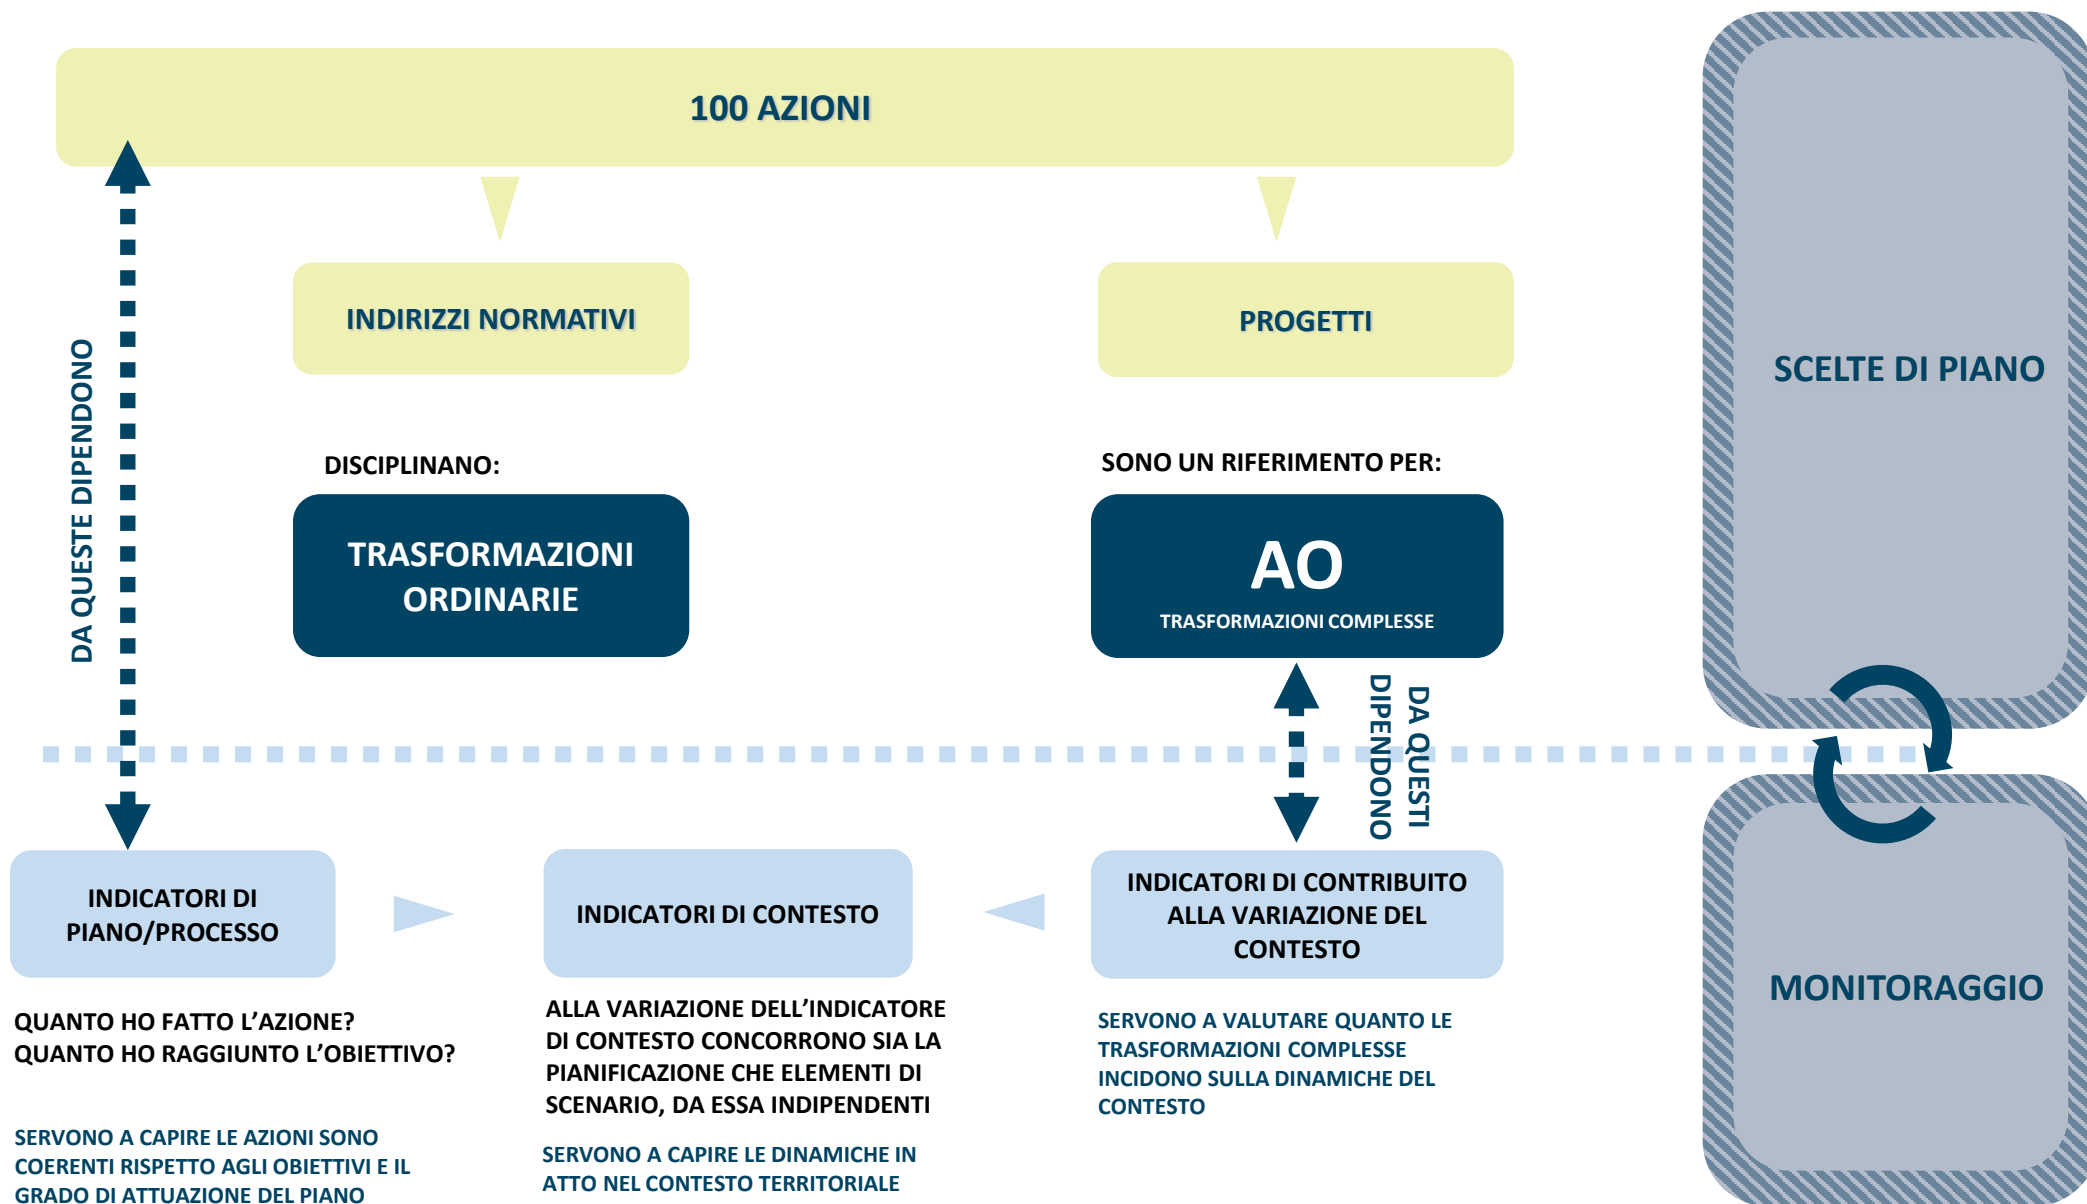 100 AZIONI
INDIRIZZI NORMATIVI
PROGETTI
SCELTE DI PIANO
DA QUESTE DIPENDONO
DISCIPLINANO:
SONO UN RIFERIMENTO PER:
TRASFORMAZIONI
ORDINARIE
AO
TRASFORMAZIONI COMPLESSE
DA QUESTI
DIPENDONO
INDICATORI DI
PIANO/PROCESSO
INDICATORI DI CONTESTO
INDICATORI DI CONTRIBUITO
ALLA VARIAZIONE DEL
CONTESTO
MONITORAGGIO
QUANTO HO FATTO L'AZIONE?
QUANTO HO RAGGIUNTO L'OBIETTIVO?
SERVONO A CAPIRE LE AZIONI SONO
COERENTI RISPETTO AGLI OBIETTIVI E IL
GRADO DI ATTUAZIONE DEL PIANO
ALLA VARIAZIONE DELL'INDICATORE
DI CONTESTO CONCORRONO SIA LA
PIANIFICAZIONE CHE ELEMENTI DI
SCENARIO, DA ESSA INDIPENDENTI
SERVONO A CAPIRE LE DINAMICHE IN
ATTO NEL CONTESTO TERRITORIALE
SERVONO A VALUTARE QUANTO LE
TRASFORMAZIONI COMPLESSE
INCIDONO SULLA DINAMICHE DEL
CONTESTO